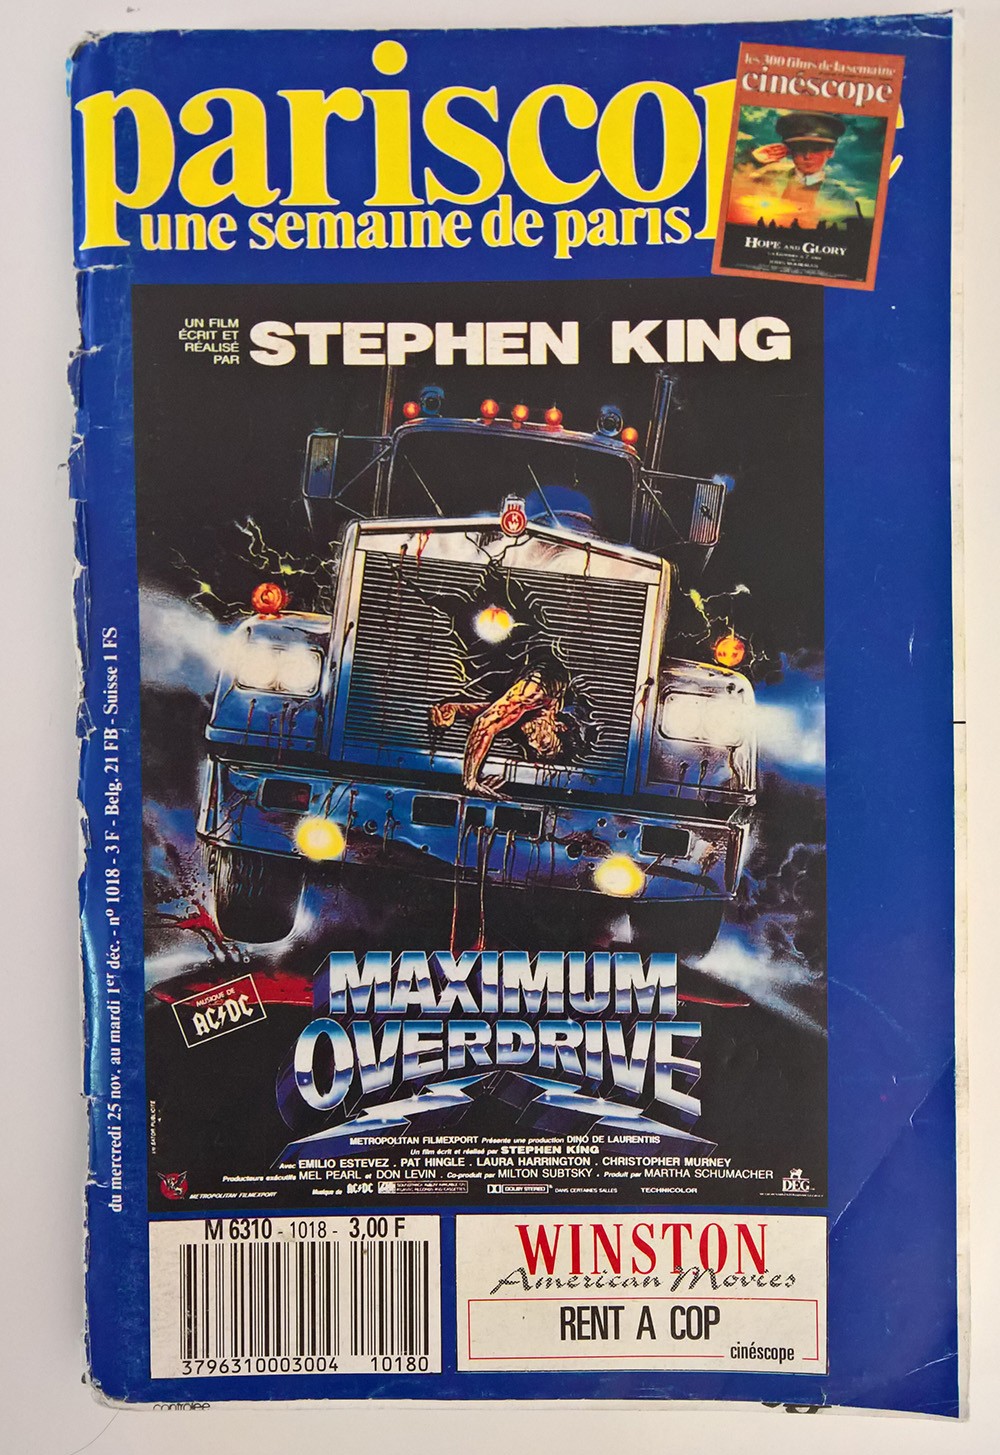 pariscope
une semaine de paris
les 300 films de la semaine
cinéscope
HOPE AND GLORY
UN FILM
ÉCRIT ET
RÉALISÉ
PAR
STEPHEN KING
du mercredi 25 nov. au mardi 1er déc. - nº 1018 - 3 F - Belg. 21 FB - Suisse 1 FS
MUSIQUE DE
AC/DC
MAXIMUM
OVERDRIVE
METROPOLITAN FILMEXPORT Présente une production DINO DE LAURENTIIS
Un film écrit et réalisé par STEPHEN KING
Avec EMILIO ESTEVEZ . PAT HINGLE . LAURA HARRINGTON . CHRISTOPHER MURNEY
Producteurs exécutifs MEL PEARL et DON LEVIN . Co-produit par MILTON SUBTSKY . Produit par MARTHA SCHUMACHER
Musique de AC/DC
DOLBY STEREO DANS CERTAINES SALLES TECHNICOLOR
DEG
METROPOLITAN FILMEXPORT
M 6310 - 1018 - 3,00 F
3796310003004 10180
WINSTON
American Movies
RENT A COP
cinéscope
contrôlée